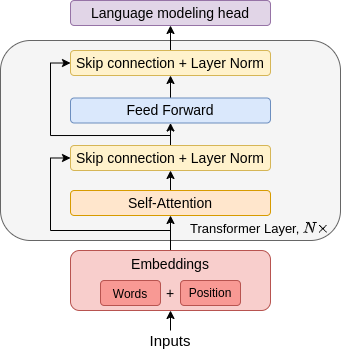 Language modeling head
Skip connection + Layer Norm
Feed Forward
Skip connection + Layer Norm
Self-Attention
Transformer Layer, N×
Embeddings
Words + Position
Inputs